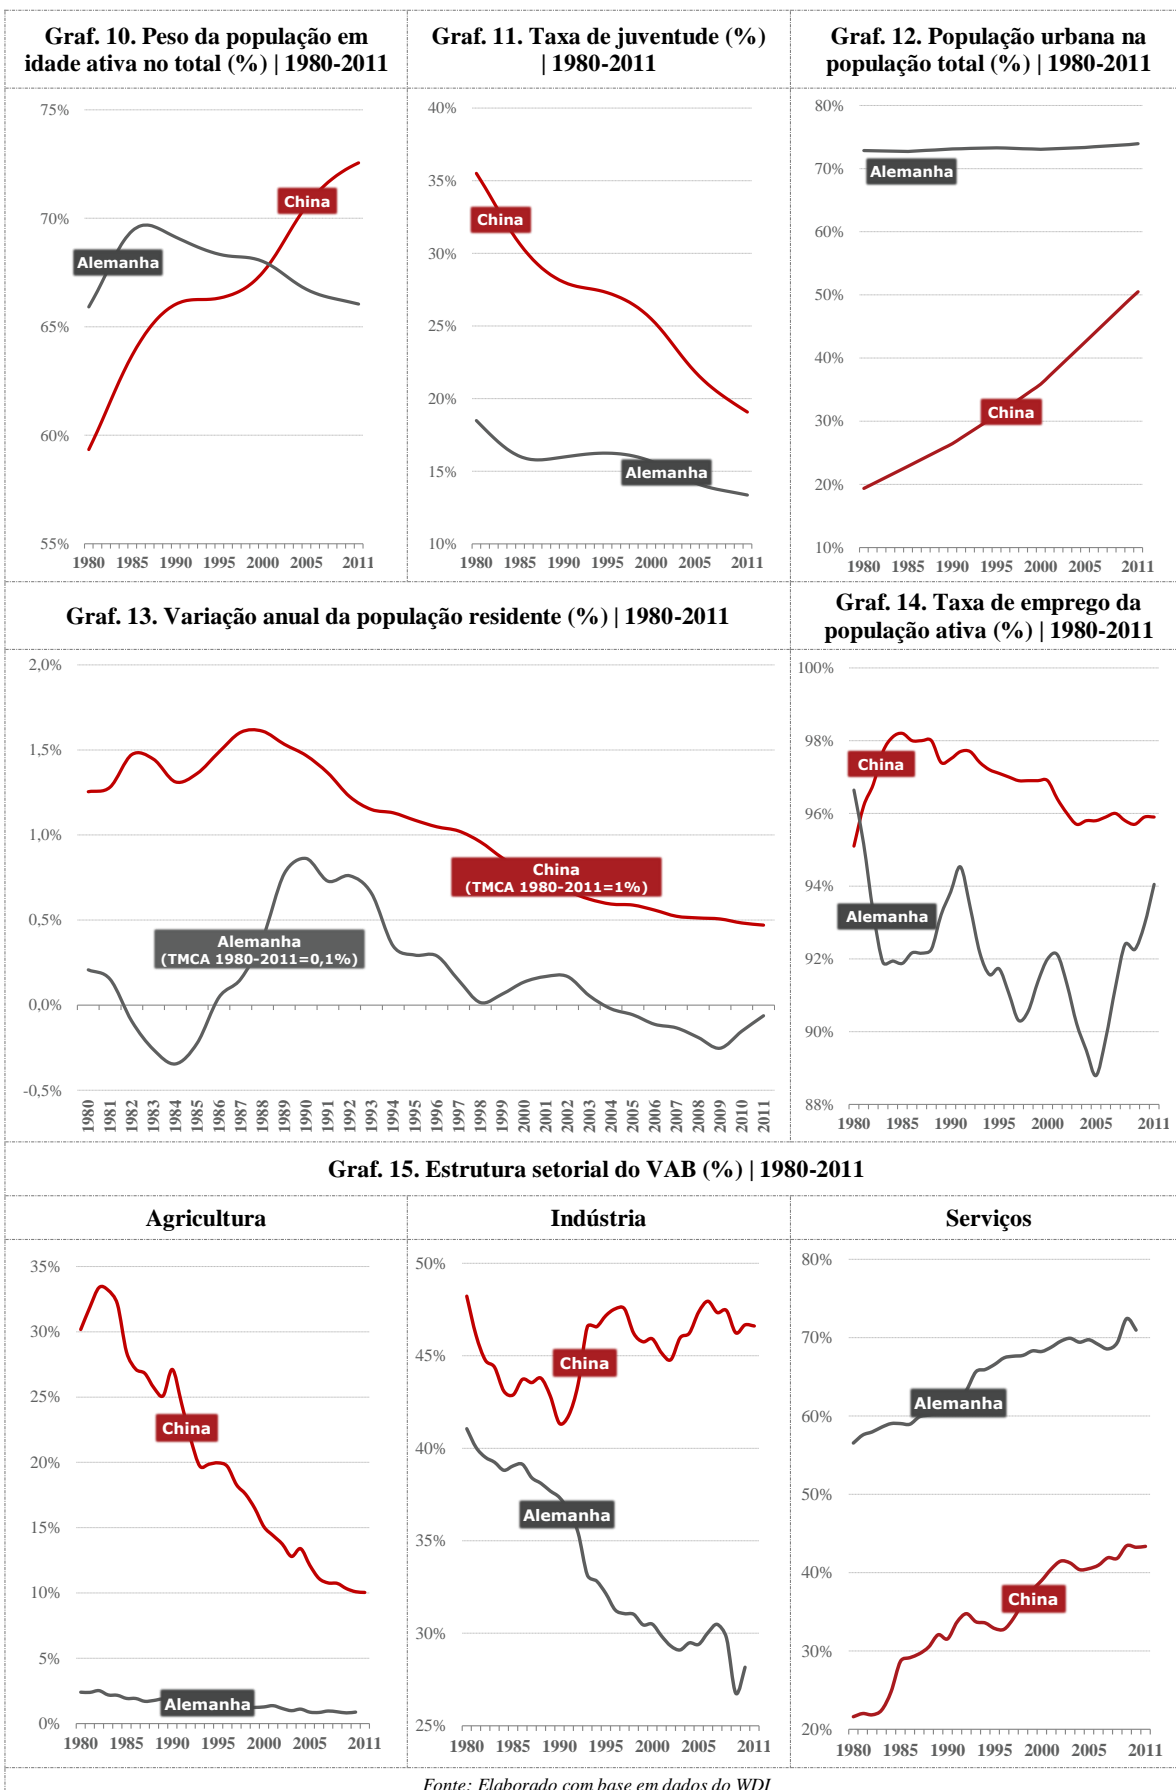 Graf. 10. Peso da população em
idade ativa no total (%) | 1980-2011
Graf. 11. Taxa de juventude (%)
| 1980-2011
Graf. 12. População urbana na
população total (%) | 1980-2011
75%
70%
65%
60%
55%
China
Alemanha
1980 1985 1990 1995 2000 2005 2011
40%
35%
30%
25%
20%
15%
10%
China
Alemanha
1980 1985 1990 1995 2000 2005 2011
80%
70%
60%
50%
40%
30%
20%
10%
Alemanha
China
1980 1985 1990 1995 2000 2005 2011
Graf. 13. Variação anual da população residente (%) | 1980-2011
Graf. 14. Taxa de emprego da
população ativa (%) | 1980-2011
2,0%
1,5%
1,0%
0,5%
0,0%
-0,5%
China
(TMCA 1980-2011=1%)
Alemanha
(TMCA 1980-2011=0,1%)
1980 1981 1982 1983 1984 1985 1986 1987 1988 1989 1990 1991 1992 1993 1994 1995 1996 1997 1998 1999 2000 2001 2002 2003 2004 2005 2006 2007 2008 2009 2010 2011
100%
98%
96%
94%
92%
90%
88%
China
Alemanha
1980 1985 1990 1995 2000 2005 2011
Graf. 15. Estrutura setorial do VAB (%) | 1980-2011
Agricultura
Indústria
Serviços
35%
30%
25%
20%
15%
10%
5%
0%
China
Alemanha
1980 1985 1990 1995 2000 2005 2011
50%
45%
40%
35%
30%
25%
China
Alemanha
1980 1985 1990 1995 2000 2005 2011
80%
70%
60%
50%
40%
30%
20%
Alemanha
China
1980 1985 1990 1995 2000 2005 2011
Fonte: Elaborado com base em dados do WDI